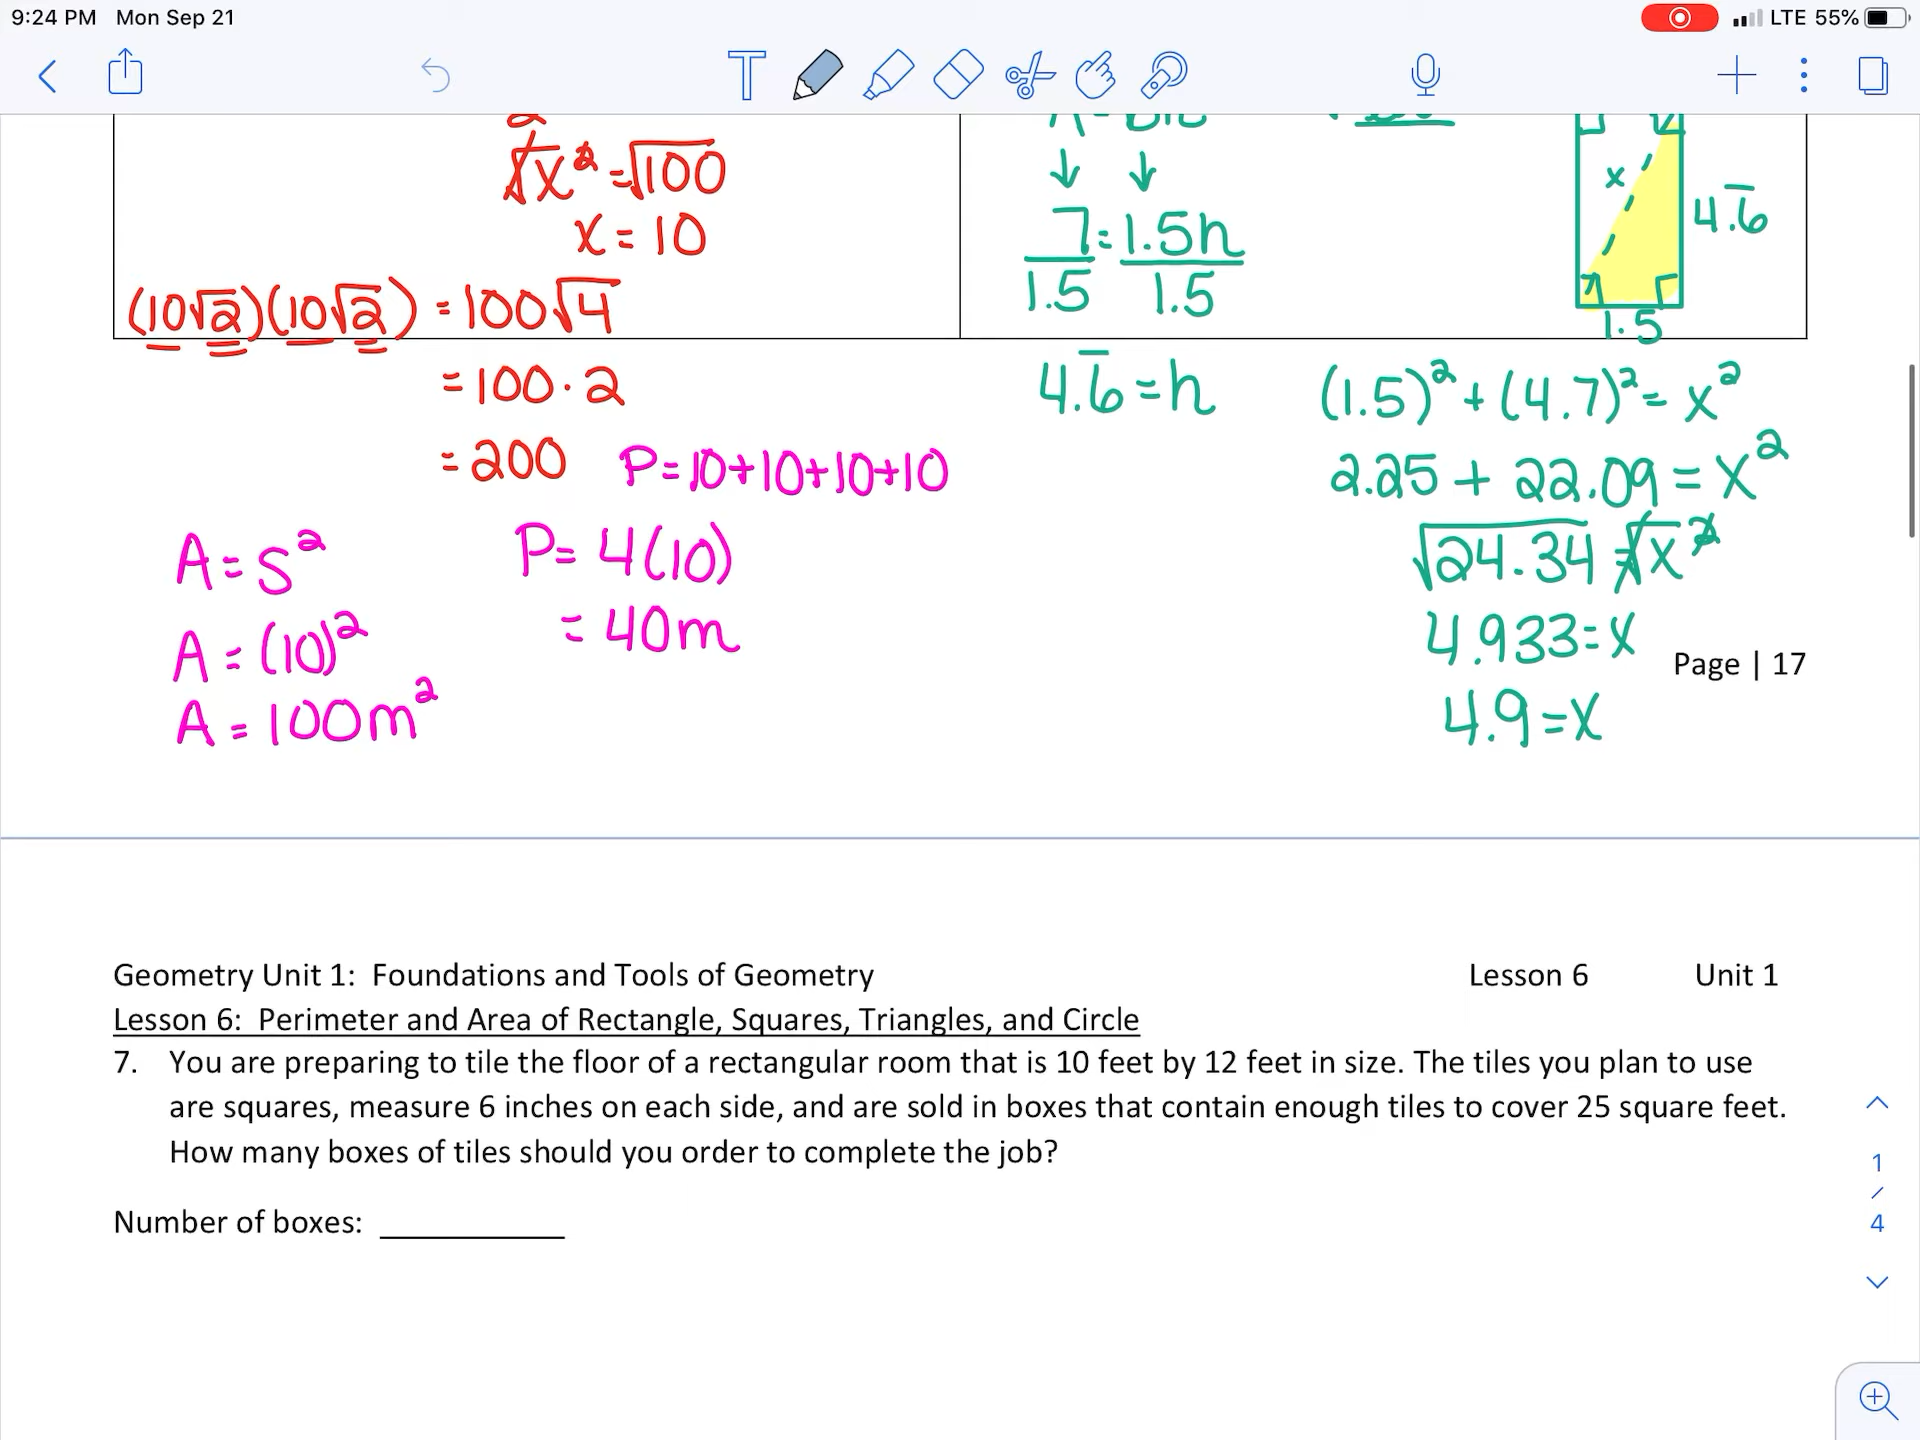 9:24 PM Mon Sep 21
LTE 55%
√x² = √100
x = 10
(10√2)(10√2) = 100√4
= 100 · 2
= 200
P = 10+10+10+10
A = s²
P = 4(10)
A = (10)²
= 40m
A = 100m²
7 = 1.5h
1.5 1.5
4.6̅ = h
x
4.6̅
1.5
(1.5)² + (4.7)² = x²
2.25 + 22.09 = x²
√24.34 = √x²
4.933 = x
4.9 = x
Page | 17
Geometry Unit 1: Foundations and Tools of Geometry Lesson 6 Unit 1
Lesson 6: Perimeter and Area of Rectangle, Squares, Triangles, and Circle
7. You are preparing to tile the floor of a rectangular room that is 10 feet by 12 feet in size. The tiles you plan to use
are squares, measure 6 inches on each side, and are sold in boxes that contain enough tiles to cover 25 square feet.
How many boxes of tiles should you order to complete the job?
Number of boxes: ___________
1
/
4